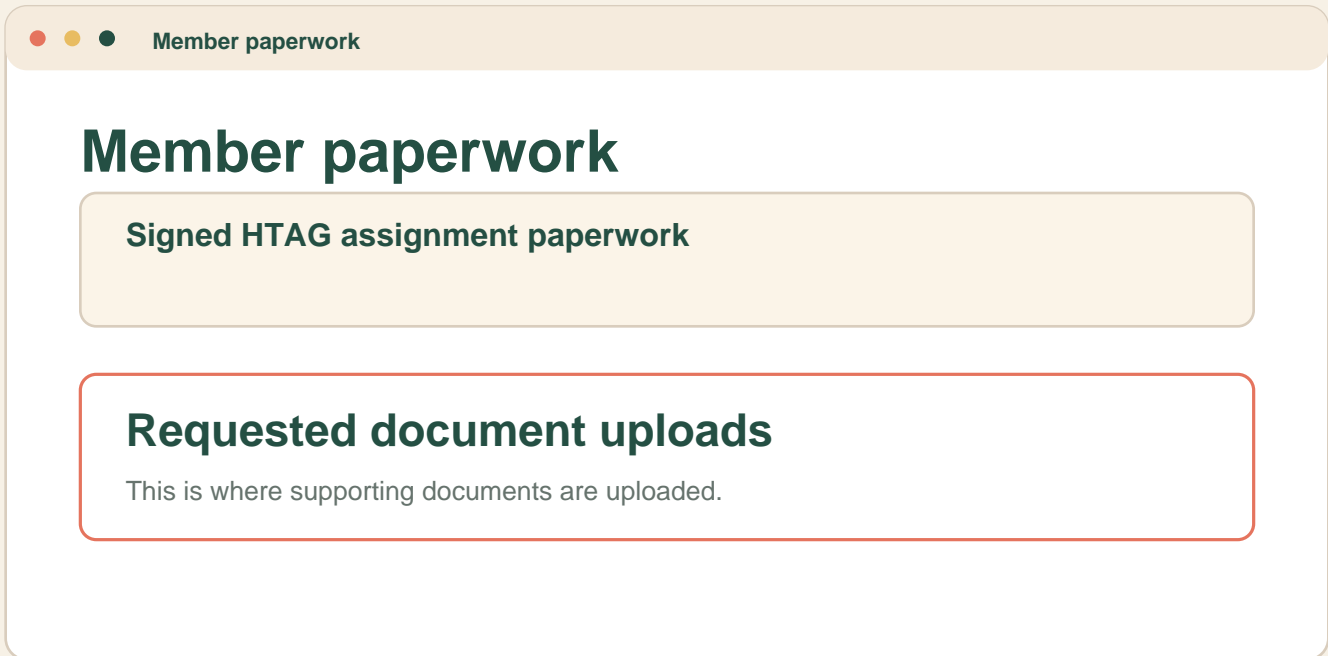 Member paperwork
Member paperwork
Signed HTAG assignment paperwork
Requested document uploads
This is where supporting documents are uploaded.